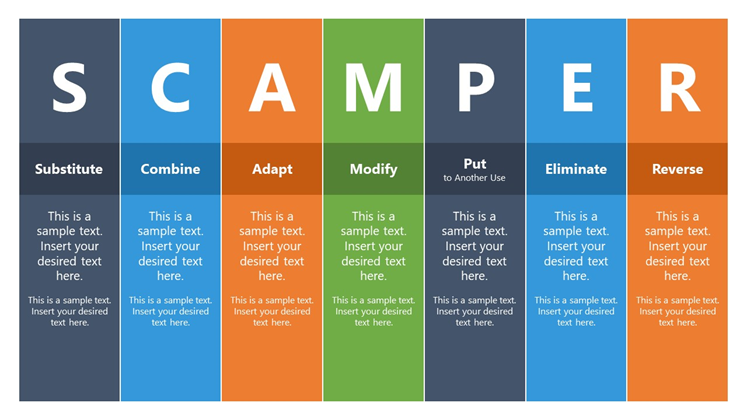 S C A M P E R
Substitute
Combine
Adapt
Modify
Put
to Another Use
Eliminate
Reverse
This is a
sample text.
Insert your
desired text
here.
This is a sample text.
Insert your desired
text here.
This is a
sample text.
Insert your
desired text
here.
This is a sample text.
Insert your desired
text here.
This is a
sample text.
Insert your
desired text
here.
This is a sample text.
Insert your desired
text here.
This is a
sample text.
Insert your
desired text
here.
This is a sample text.
Insert your desired
text here.
This is a
sample text.
Insert your
desired text
here.
This is a sample text.
Insert your desired
text here.
This is a
sample text.
Insert your
desired text
here.
This is a sample text.
Insert your desired
text here.
This is a
sample text.
Insert your
desired text
here.
This is a sample text.
Insert your desired
text here.